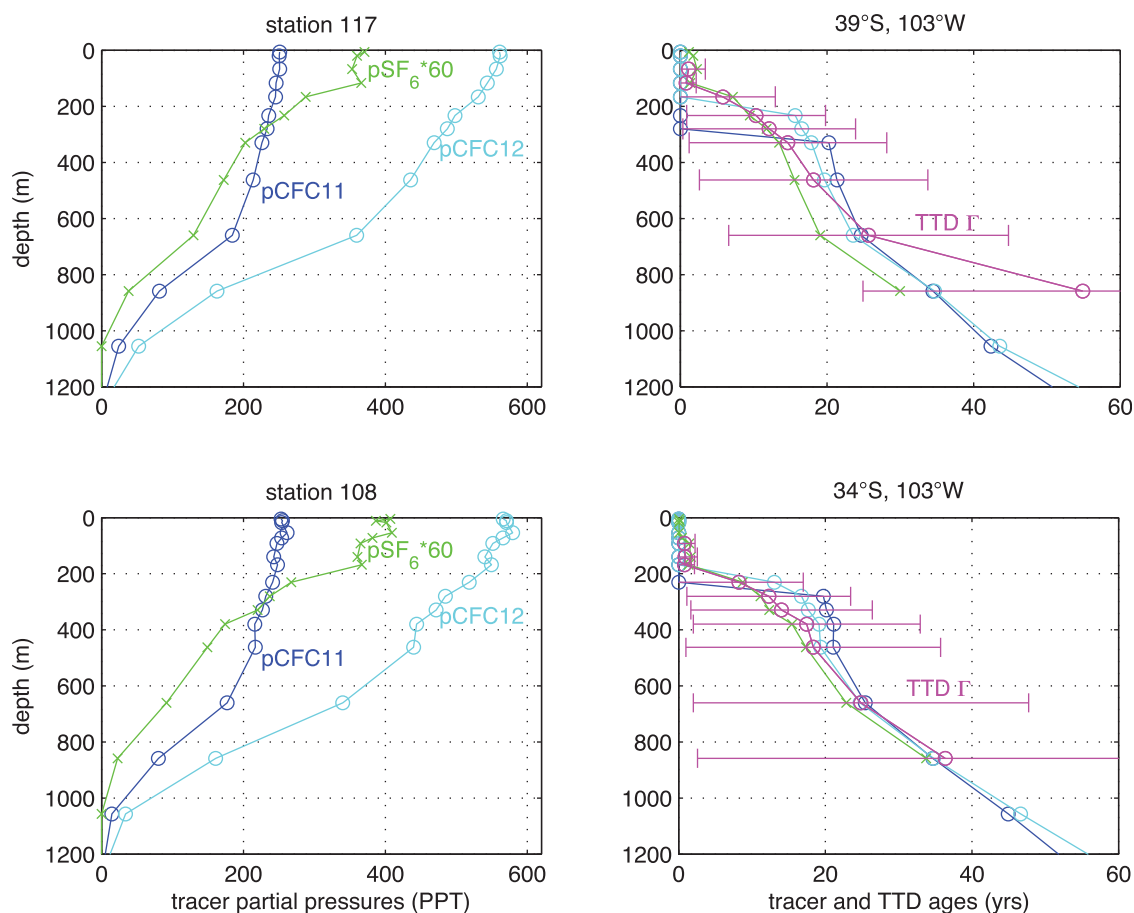 station 117
39°S, 103°W
0
200
400
600
800
1000
1200
depth (m)
pSF6*60
pCFC12
pCFC11
0 200 400 600
0
200
400
600
800
1000
1200
TTD Γ
0 20 40 60
station 108
34°S, 103°W
0
200
400
600
800
1000
1200
depth (m)
pSF6*60
pCFC12
pCFC11
0 200 400 600
tracer partial pressures (PPT)
0
200
400
600
800
1000
1200
TTD Γ
0 20 40 60
tracer and TTD ages (yrs)